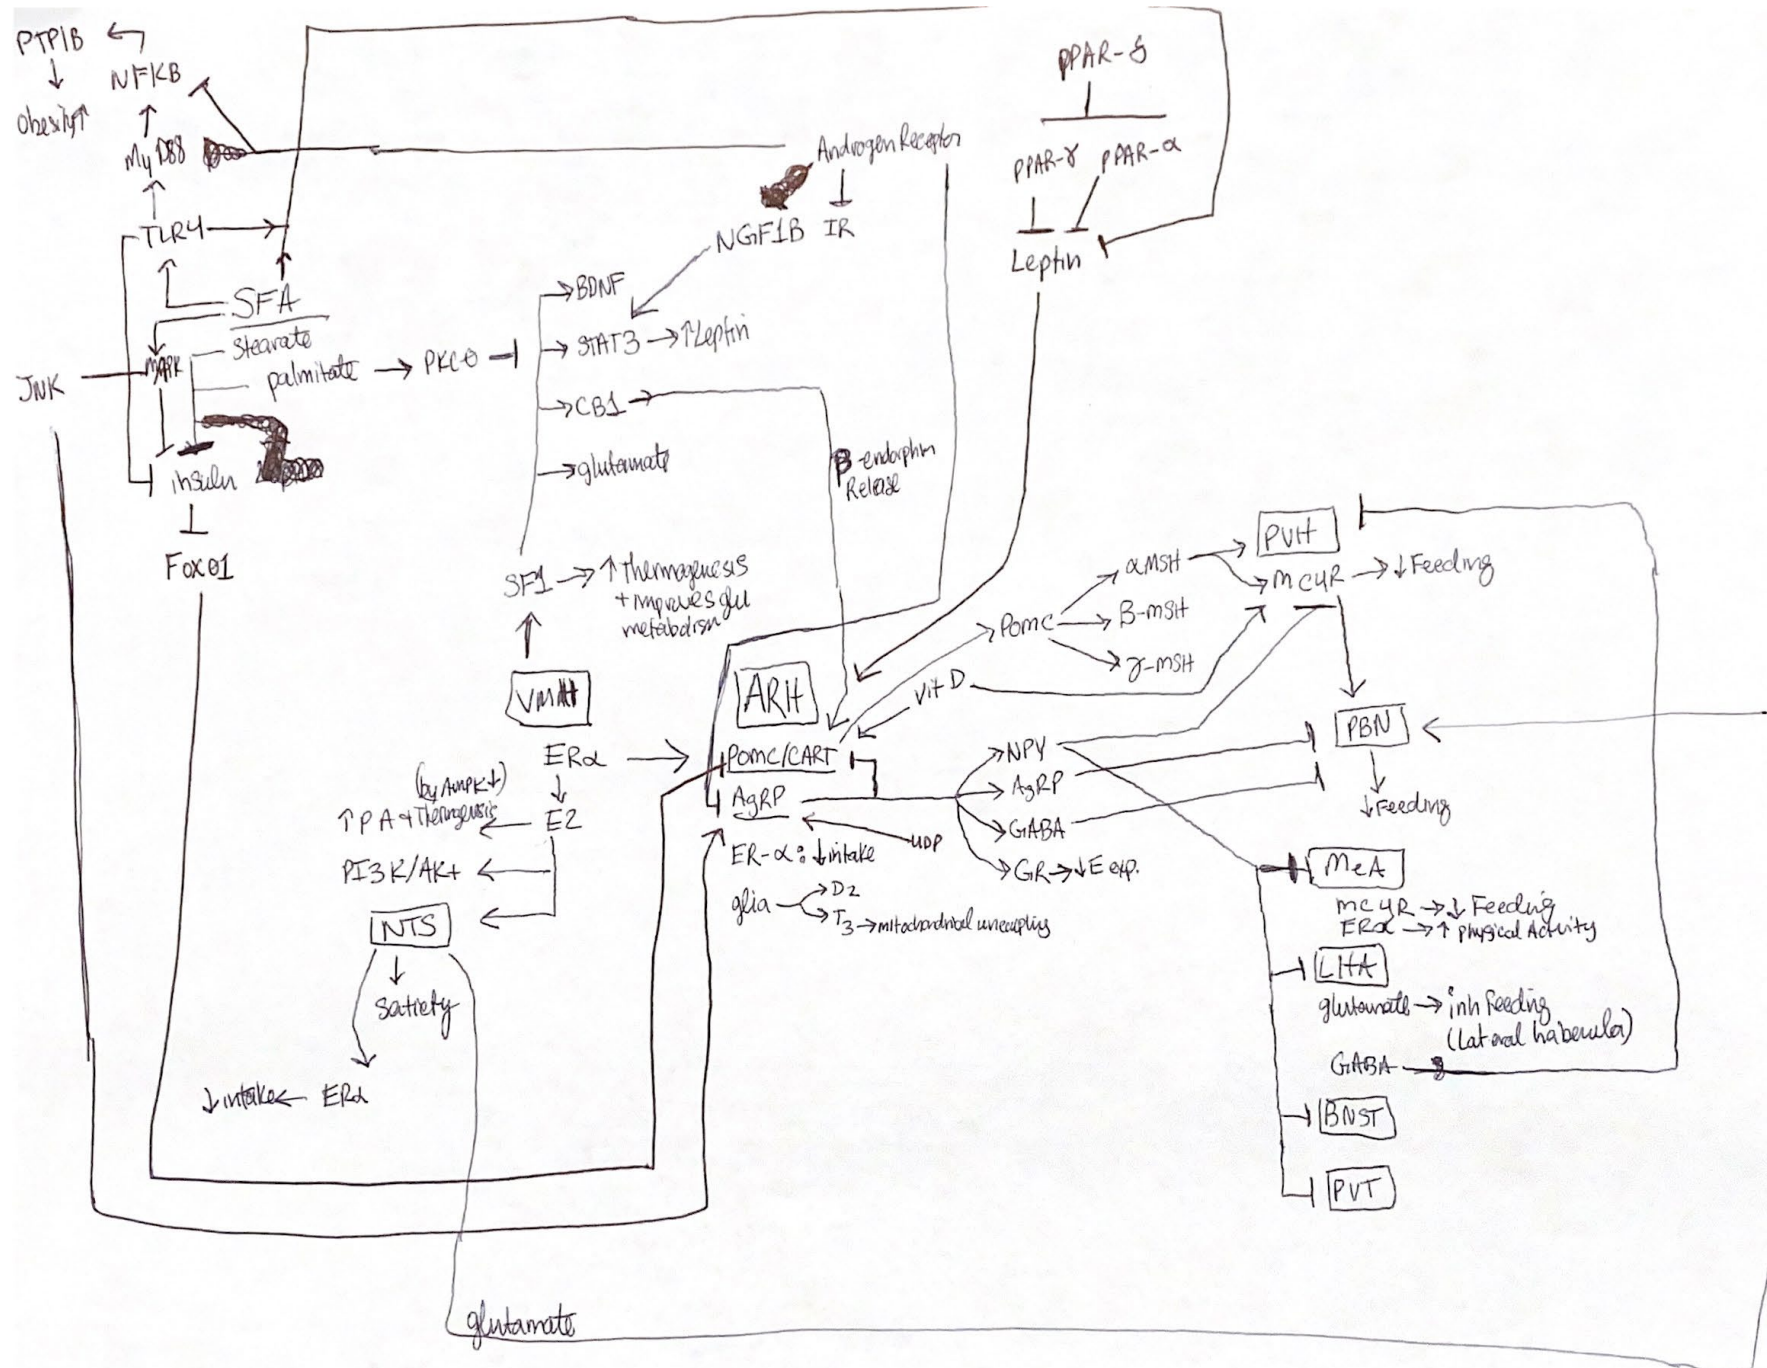 PTP1B
NFKB
Obesity↑
MyD88
TLR4
SFA
stearate
palmitate
PKCθ
MAPK
JNK
insulin
FoxO1
Androgen Receptor
NGF1B
IR
PPAR-δ
PPAR-γ
PPAR-α
Leptin
BDNF
STAT3 → ↑Leptin
CB1
glutamate
β-endorphin
Release
SF1 → ↑ thermogenesis
+ improves glu
metabolism
VMH
ERα
(by AMPK↓)
↑PA + Thermogenesis
E2
PI3K/AKt
NTS
Satiety
↓intake ← ERα
glutamate
ARH
POMC/CART
AgRP
ER-α: ↓intake
UDP
glia
D2
T3 → mitochondrial uncoupling
Vit D
POMC
αMSH
β-MSH
γ-MSH
NPY
AgRP
GABA
GR → ↓E exp.
PVH
MC4R → ↓ Feeding
PBN
↓Feeding
MeA
MC4R → ↓ Feeding
ERα → ↑ physical Activity
LHA
glutamate → inh feeding
(Lateral habenula)
GABA
BNST
PVT